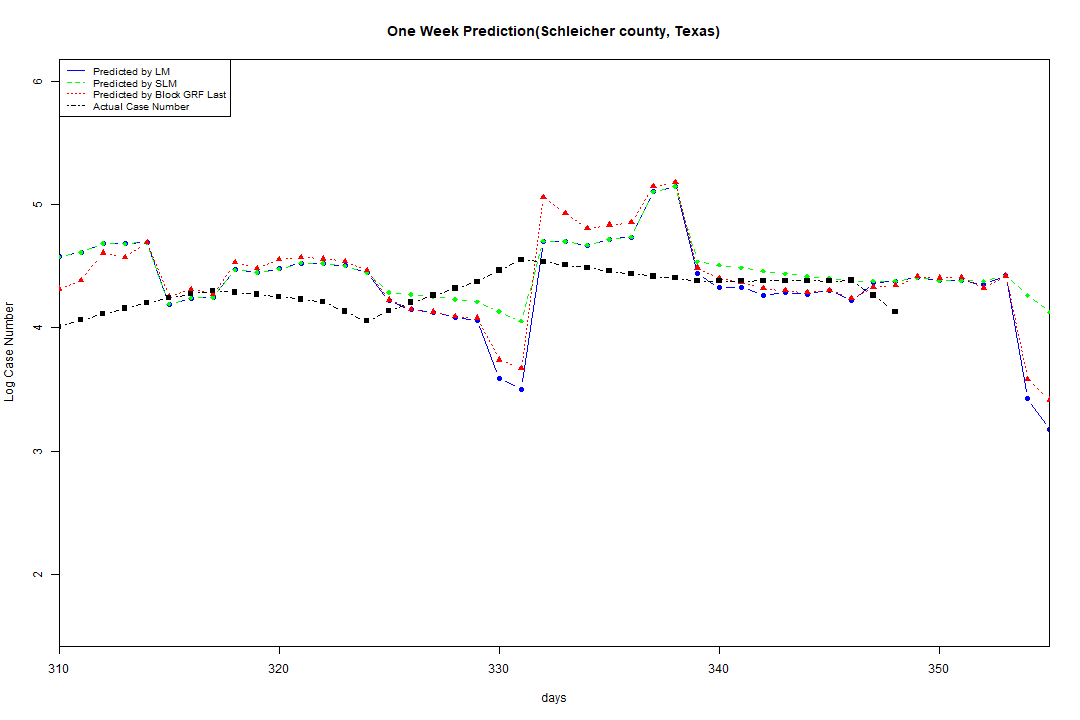 One Week Prediction(Schleicher county, Texas)
Predicted by LM
Predicted by SLM
Predicted by Block GRF Last
Actual Case Number
6
5
4
3
2
Log Case Number
310 320 330 340 350
days